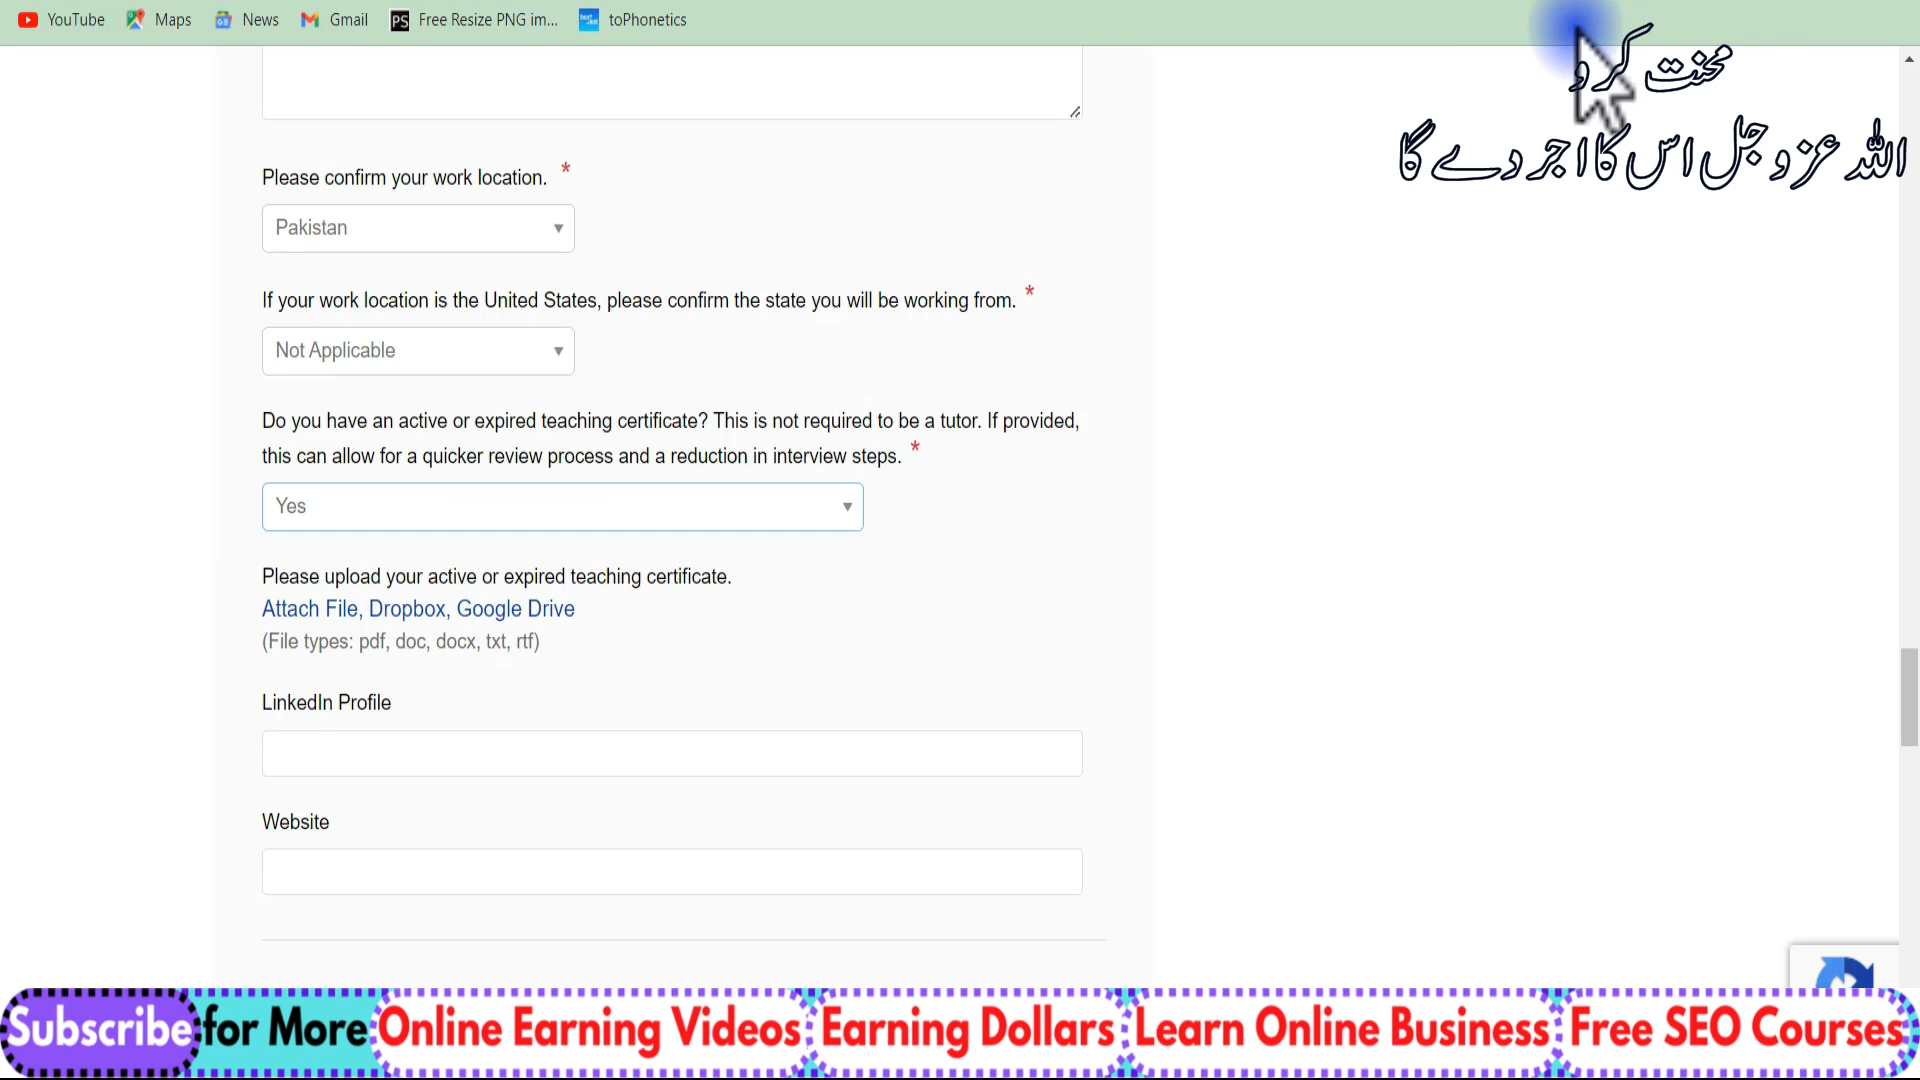 YouTube Maps News Gmail Free Resize PNG im... toPhonetics
محنت کرو
اللہ عزوجل اس کا اجر دے گا
Please confirm your work location. *
Pakistan
If your work location is the United States, please confirm the state you will be working from. *
Not Applicable
Do you have an active or expired teaching certificate? This is not required to be a tutor. If provided,
this can allow for a quicker review process and a reduction in interview steps. *
Yes
Please upload your active or expired teaching certificate.
Attach File, Dropbox, Google Drive
(File types: pdf, doc, docx, txt, rtf)
LinkedIn Profile
Website
Subscribe for More Online Earning Videos Earning Dollars Learn Online Business Free SEO Courses